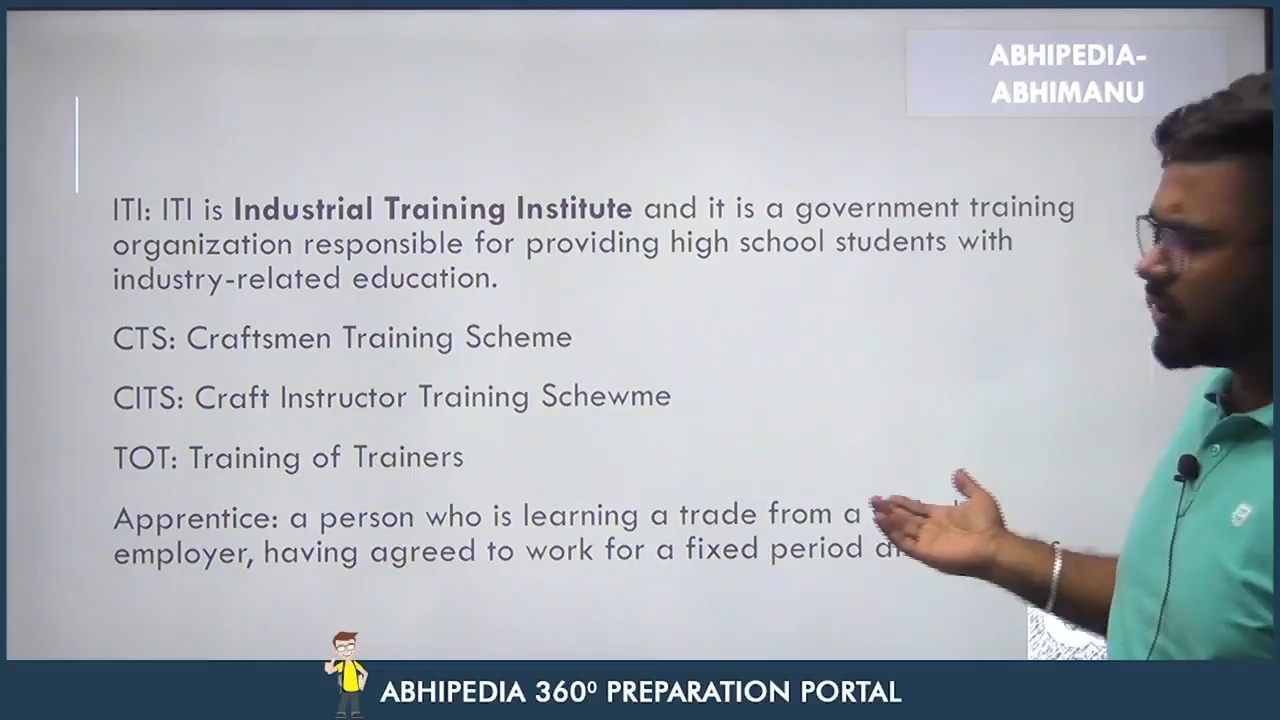 ABHIPEDIA-
ABHIMANU
ITI: ITI is Industrial Training Institute and it is a government training
organization responsible for providing high school students with
industry-related education.
CTS: Craftsmen Training Scheme
CITS: Craft Instructor Training Schewme
TOT: Training of Trainers
Apprentice: a person who is learning a trade from a
employer, having agreed to work for a fixed period
ABHIPEDIA 360⁰ PREPARATION PORTAL